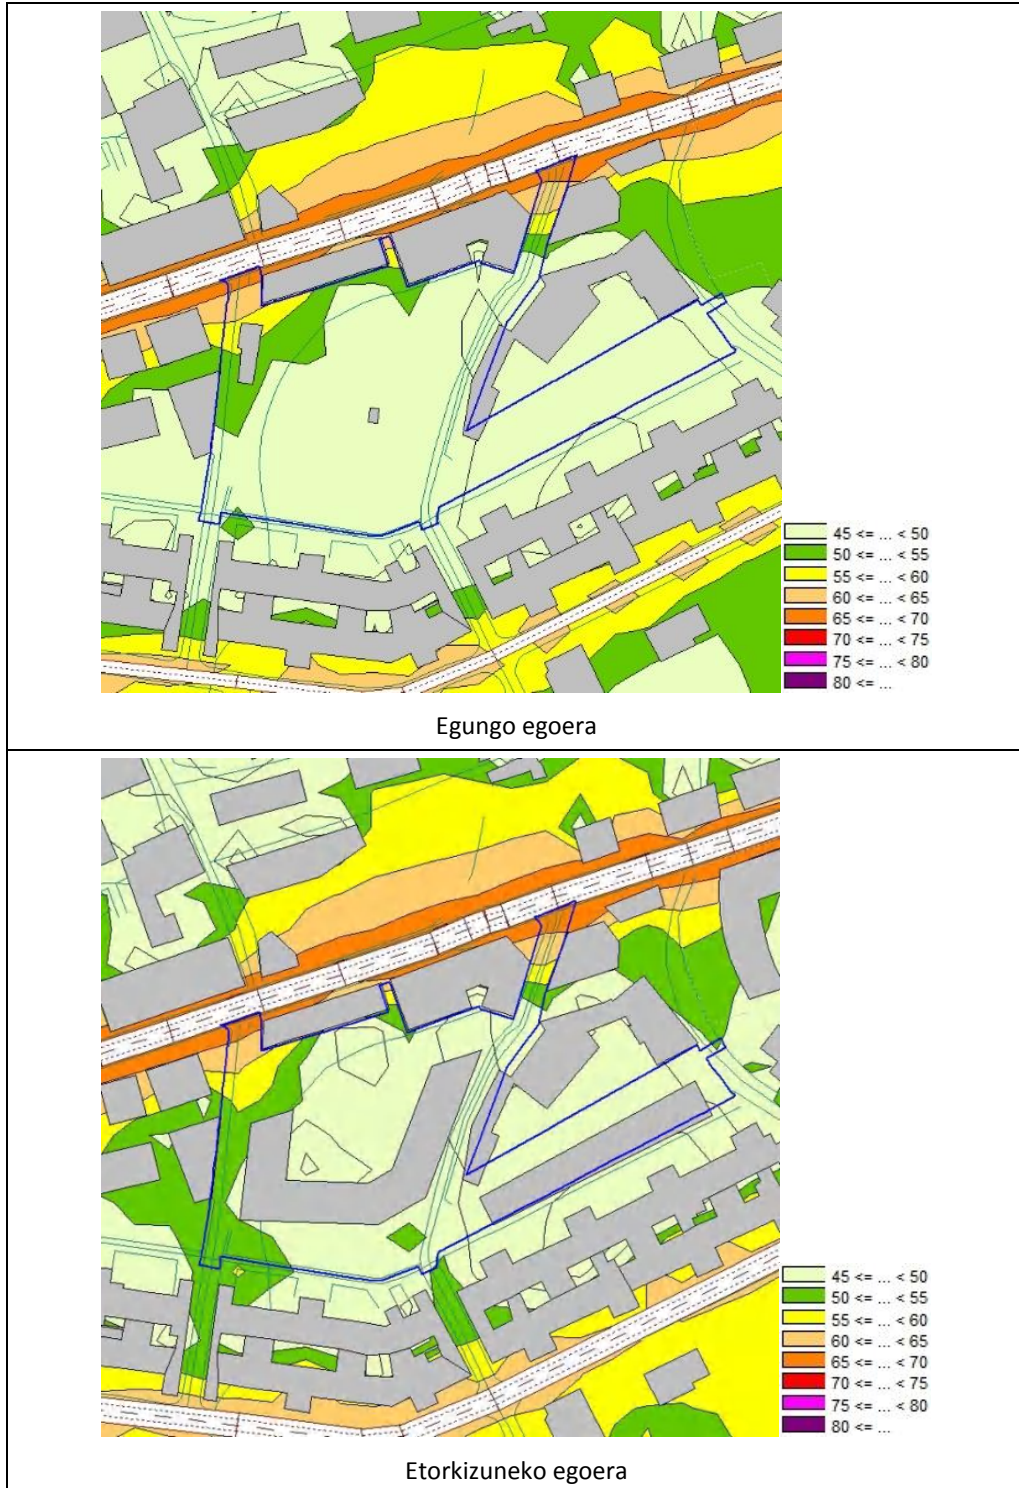 45 <= ... < 50
50 <= ... < 55
55 <= ... < 60
60 <= ... < 65
65 <= ... < 70
70 <= ... < 75
75 <= ... < 80
80 <= ...
Egungo egoera
45 <= ... < 50
50 <= ... < 55
55 <= ... < 60
60 <= ... < 65
65 <= ... < 70
70 <= ... < 75
75 <= ... < 80
80 <= ...
Etorkizuneko egoera